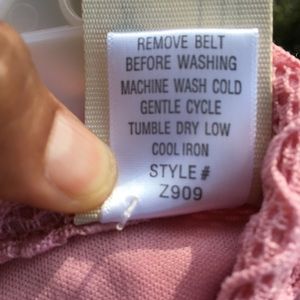 REMOVE BELT
BEFORE WASHING
MACHINE WASH COLD
GENTLE CYCLE
TUMBLE DRY LOW
COOL IRON
STYLE #
Z909